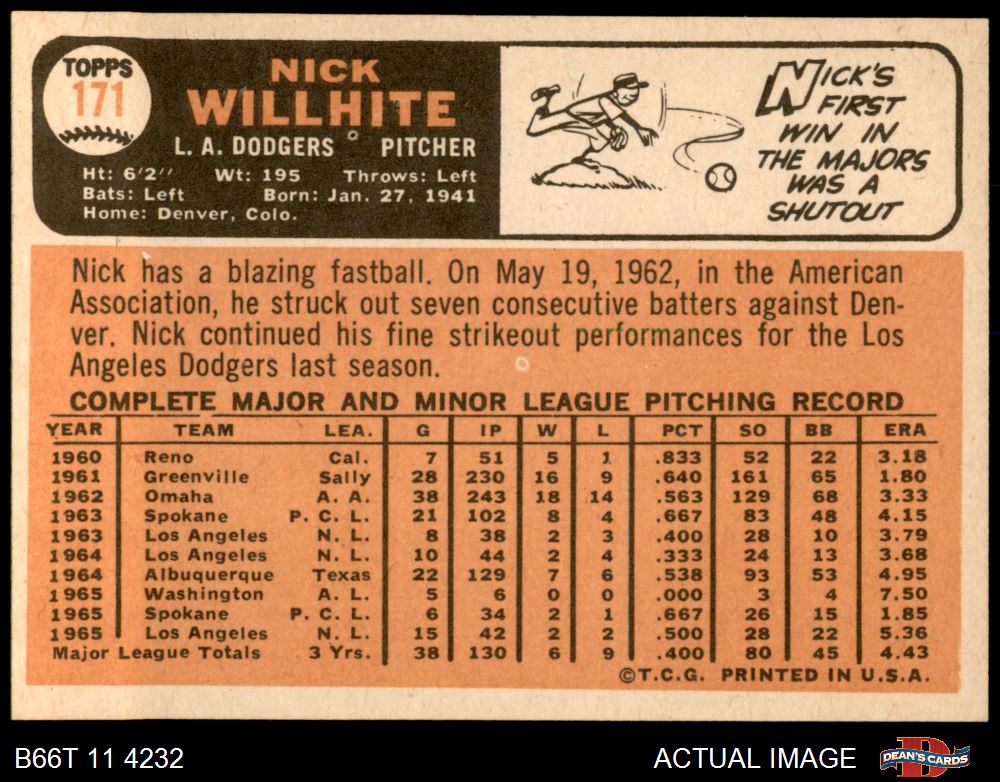 TOPPS
171
NICK
WILLHITE
L. A. DODGERS PITCHER
Ht: 6'2" Wt: 195 Throws: Left
Bats: Left Born: Jan. 27, 1941
Home: Denver, Colo.
NICK'S
FIRST
WIN IN
THE MAJORS
WAS A
SHUTOUT
Nick has a blazing fastball. On May 19, 1962, in the American
Association, he struck out seven consecutive batters against Den-
ver. Nick continued his fine strikeout performances for the Los
Angeles Dodgers last season.
COMPLETE MAJOR AND MINOR LEAGUE PITCHING RECORD
YEAR TEAM LEA. G IP W L PCT SO BB ERA
1960 Reno Cal. 7 51 5 1 .833 52 22 3.18
1961 Greenville Sally 28 230 16 9 .640 161 65 1.80
1962 Omaha A. A. 38 243 18 14 .563 129 68 3.33
1963 Spokane P. C. L. 21 102 8 4 .667 83 48 4.15
1963 Los Angeles N. L. 8 38 2 3 .400 28 10 3.79
1964 Los Angeles N. L. 10 44 2 4 .333 24 13 3.68
1964 Albuquerque Texas 22 129 7 6 .538 93 53 4.95
1965 Washington A. L. 5 6 0 0 .000 3 4 7.50
1965 Spokane P. C. L. 6 34 2 1 .667 26 15 1.85
1965 Los Angeles N. L. 15 42 2 2 .500 28 22 5.36
Major League Totals 3 Yrs. 38 130 6 9 .400 80 45 4.43
©T.C.G. PRINTED IN U.S.A.
B66T 11 4232 ACTUAL IMAGE DEAN'S CARDS